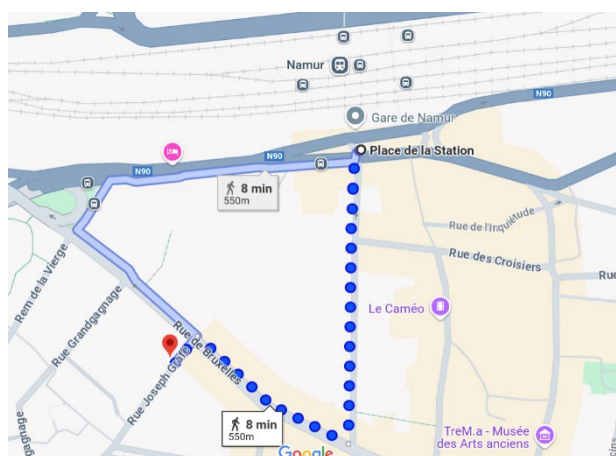 N90
Namur
Gare de Namur
N90
N90
Place de la Station
8 min
550m
Rue de l'Inquiétude
Rue des Croisiers
Rem de la Vierge
Rue Grandgagnage
Le Caméo
Rue de Bruxelles
Rue Joseph Grafé
gagnage
8 min
550m
TreM.a - Musée
des Arts anciens
Google